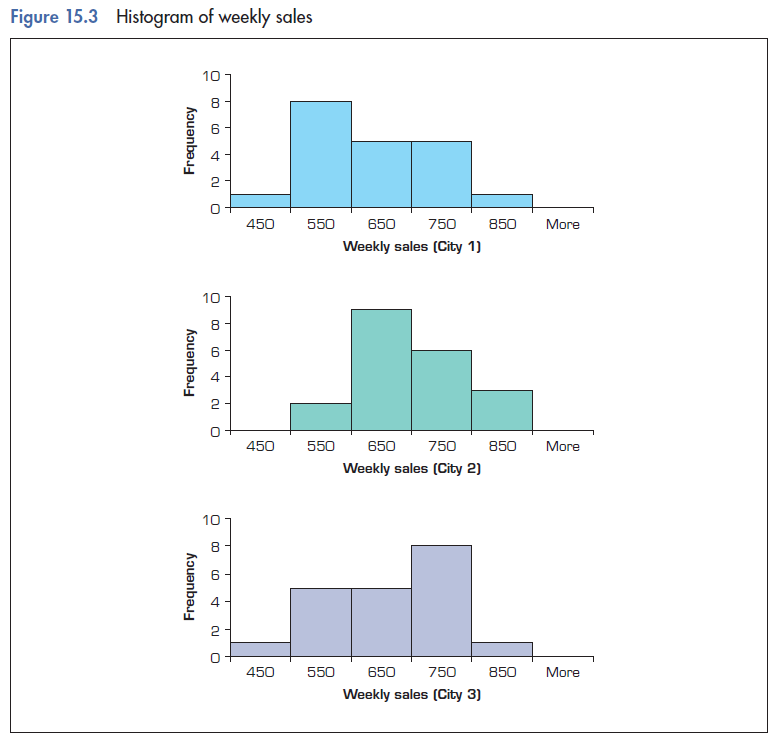 Figure 15.3 Histogram of weekly sales
10
8
6
4
2
0
Frequency
450 550 650 750 850 More
Weekly sales (City 1)
10
8
6
4
2
0
Frequency
450 550 650 750 850 More
Weekly sales (City 2)
10
8
6
4
2
0
Frequency
450 550 650 750 850 More
Weekly sales (City 3)